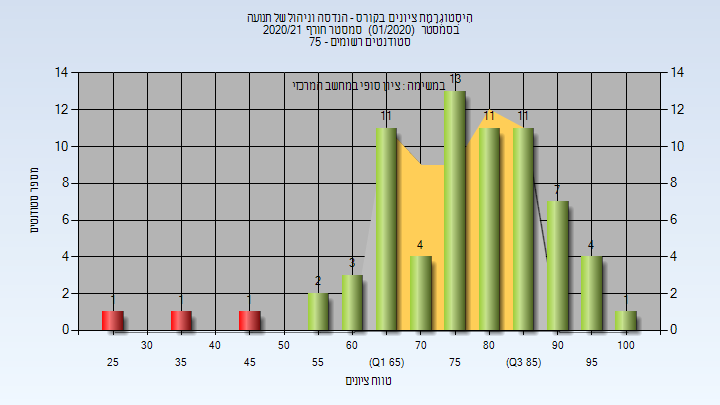 היסטוגרמת ציונים בקורס - הנדסה וניהול של תנועה
בסמסטר (01/2020) סמסטר חורף 2020/21
סטודנטים רשומים - 75
במשימה : ציון סופי במחשב המרכזי
מספר סטודנטים
14 14
12 12
10 10
8 8
6 6
4 4
2 2
0 0
1 1 1 2 3 11 4 13 11 11 7 4 1
30 40 50 60 70 80 90 100
25 35 45 55 (Q1 65) 75 (Q3 85) 95
טווח ציונים